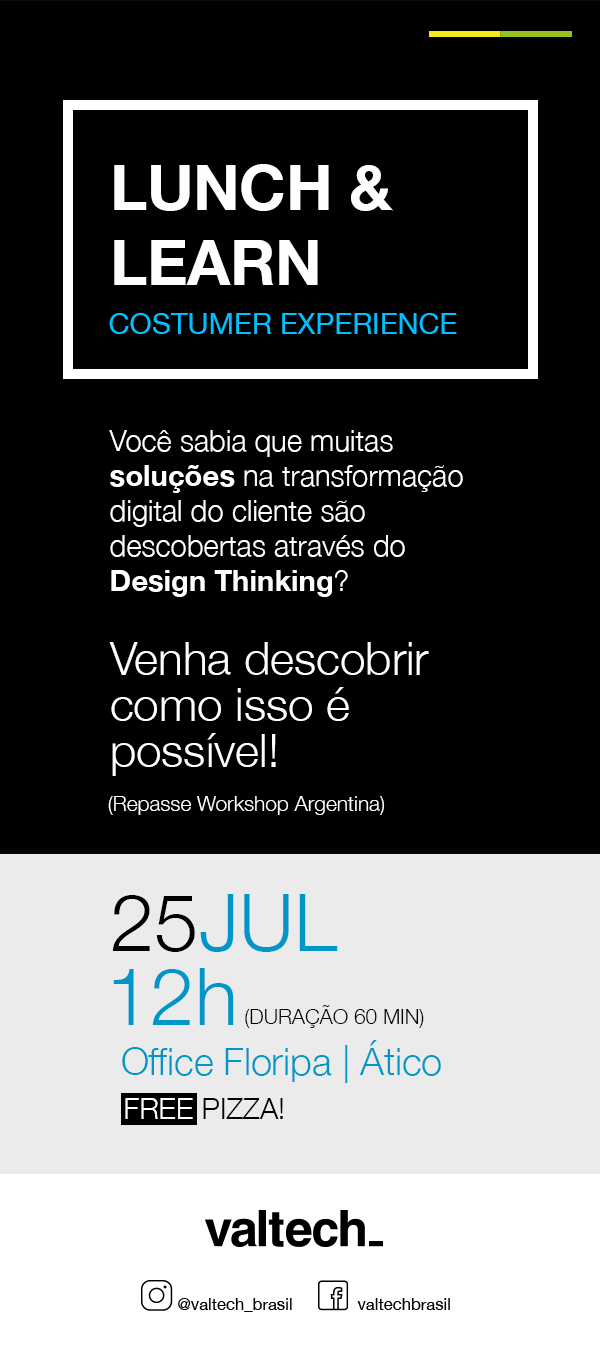 LUNCH &
LEARN
COSTUMER EXPERIENCE
Você sabia que muitas
soluções na transformação
digital do cliente são
descobertas através do
Design Thinking?
Venha descobrir
como isso é
possível!
(Repasse Workshop Argentina)
25JUL
12h (DURAÇÃO 60 MIN)
Office Floripa | Ático
FREE PIZZA!
valtech_
@valtech_brasil valtechbrasil